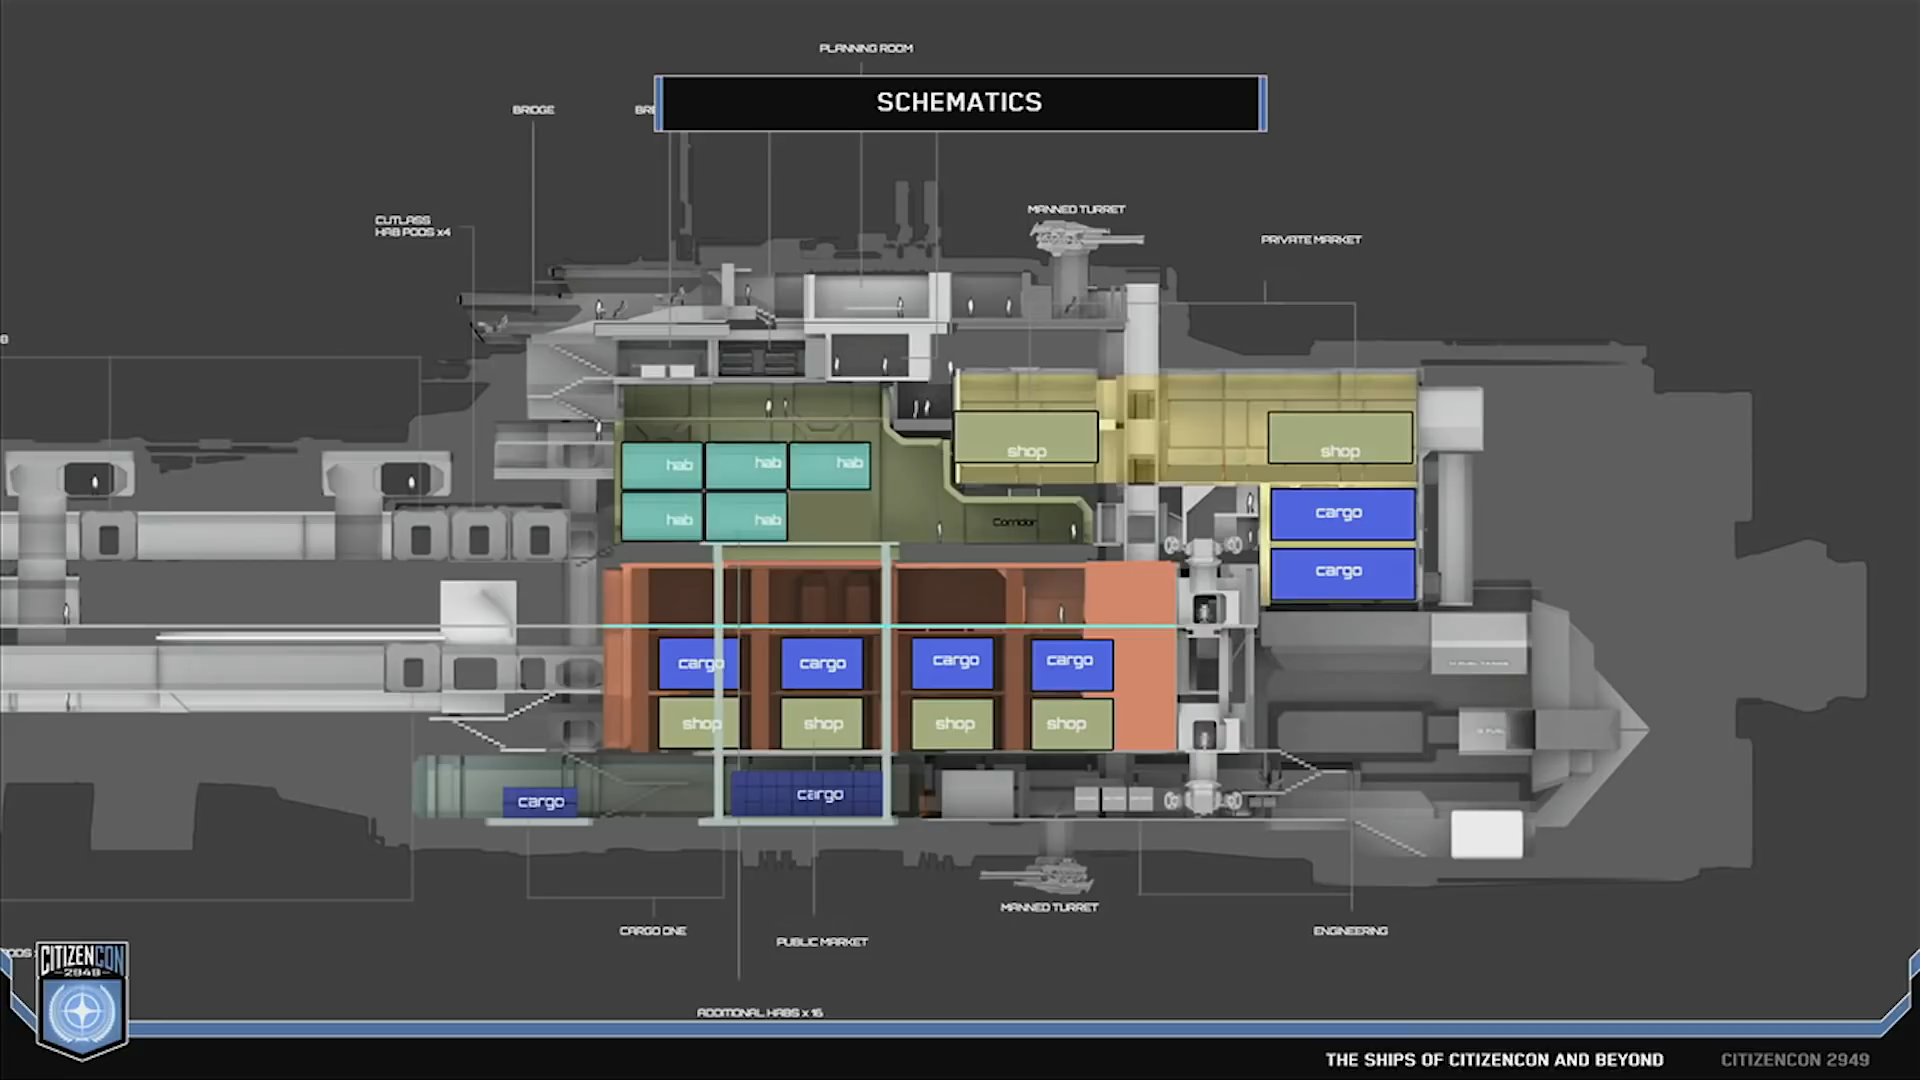 PLANNING ROOM
SCHEMATICS
BRIDGE
CUTLASS
HAB PODS x4
MANNED TURRET
PRIVATE MARKET
shop
shop
hab
hab
hab
hab
hab
Corridor
cargo
cargo
cargo
cargo
cargo
cargo
shop
shop
shop
shop
cargo
cargo
MANNED TURRET
CARGO ONE
PUBLIC MARKET
ENGINEERING
CITIZENCON
2949
ADDITIONAL HABS x 16
THE SHIPS OF CITIZENCON AND BEYOND
CITIZENCON 2949